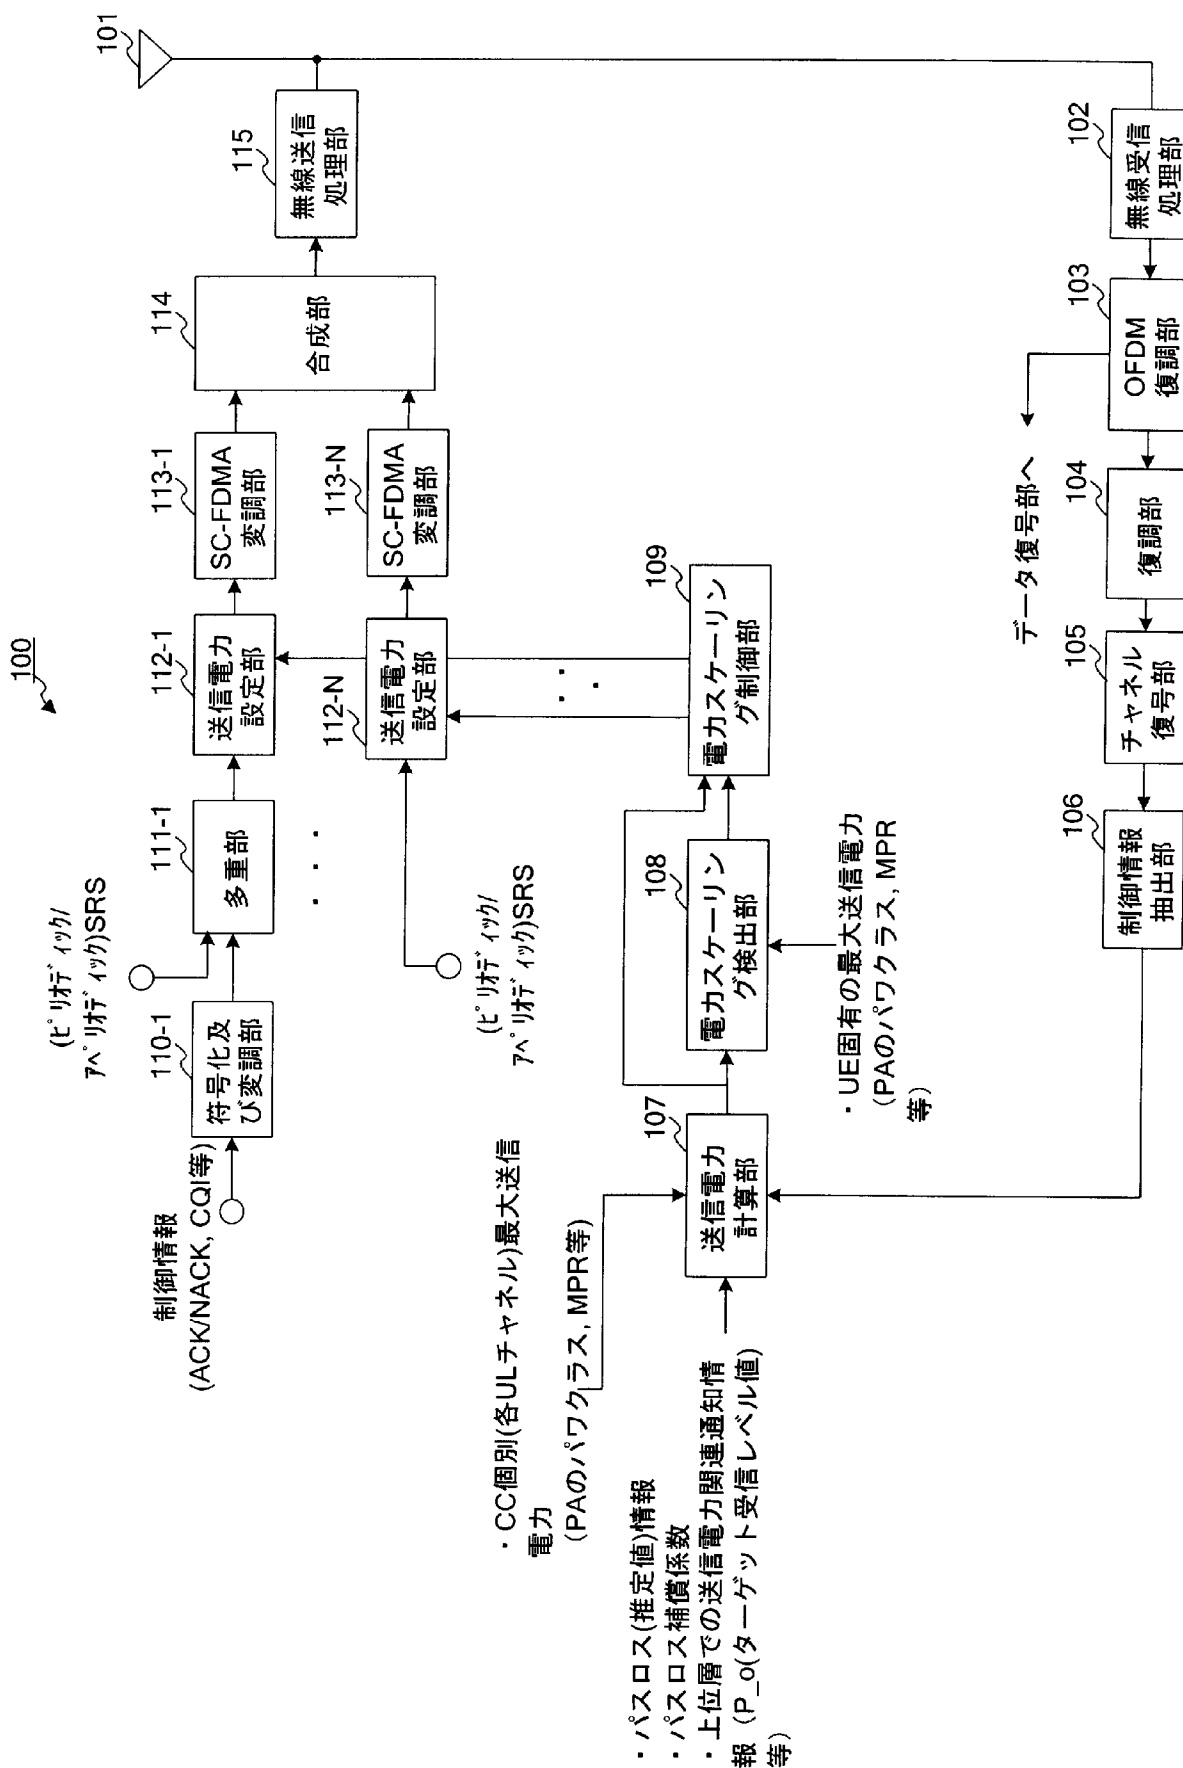 100
101
115
無線送信
処理部
114
合成部
113-1
SC-FDMA
変調部
113-N
SC-FDMA
変調部
112-1
送信電力
設定部
112-N
送信電力
設定部
111-1
多重部
(ﾋﾟﾘｵﾃﾞｨｯｸ/
ｱﾍﾟﾘｵﾃﾞｨｯｸ)SRS
110-1
符号化及
び変調部
制御情報
(ACK/NACK, CQI等)
(ﾋﾟﾘｵﾃﾞｨｯｸ/
ｱﾍﾟﾘｵﾃﾞｨｯｸ)SRS
109
電力スケーリン
グ制御部
108
電力スケーリン
グ検出部
・UE固有の最大送信電力
(PAのパワクラス, MPR
等)
107
送信電力
計算部
・CC個別(各ULチャネル)最大送信
電力
(PAのパワクラス, MPR等)
・パスロス(推定値)情報
・パスロス補償係数
・上位層での送信電力関連通知情
報 (P_o(ターゲット受信レベル値)
等)
102
無線受信
処理部
103
OFDM
復調部
データ復号部へ
104
復調部
105
チャネル
復号部
106
制御情報
抽出部